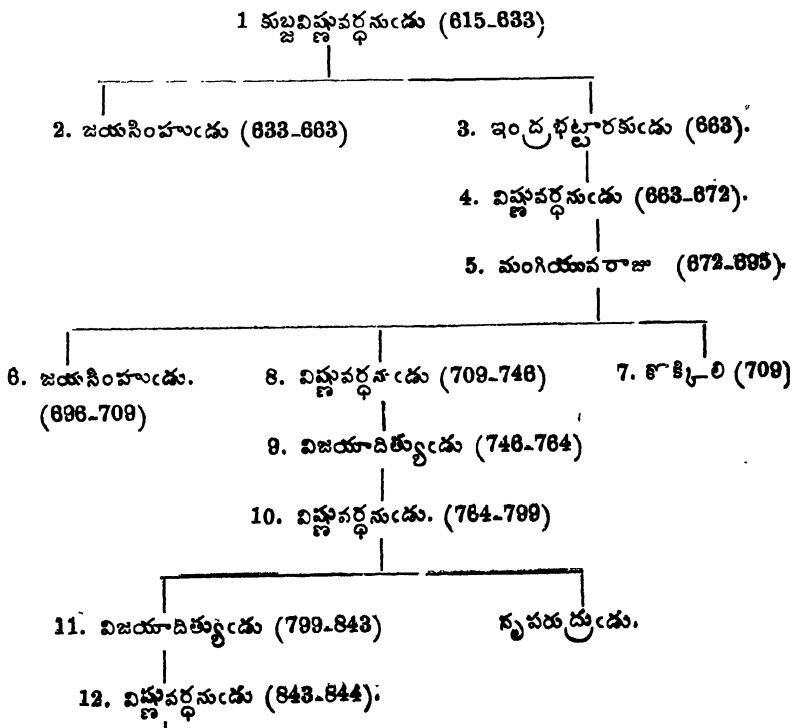 1 కుబ్జవిష్ణువర్ధనుఁడు (615-633)
2. జయసింహుఁడు (633-663) 3. ఇంద్రభట్టారకుఁడు (663).
4. విష్ణువర్ధనుఁడు (663-672).
5. మంగియువరాజు (672-695).
6. జయసింహుఁడు. 8. విష్ణువర్ధనుఁడు (709-746) 7. కొక్కిలి (709)
(696-709)
9. విజయాదిత్యుఁడు (746-764)
10. విష్ణువర్ధనుఁడు. (764-799)
11. విజయాదిత్యుఁడు (799-843) నృపరుద్రుఁడు.
12. విష్ణువర్ధనుఁడు (843-844).